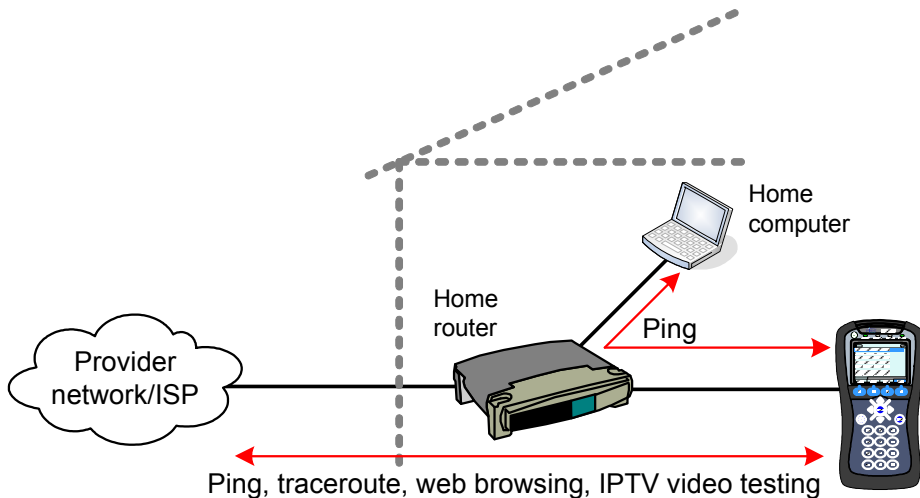 Home
computer
Home
router
Ping
Provider
network/ISP
Ping, traceroute, web browsing, IPTV video testing